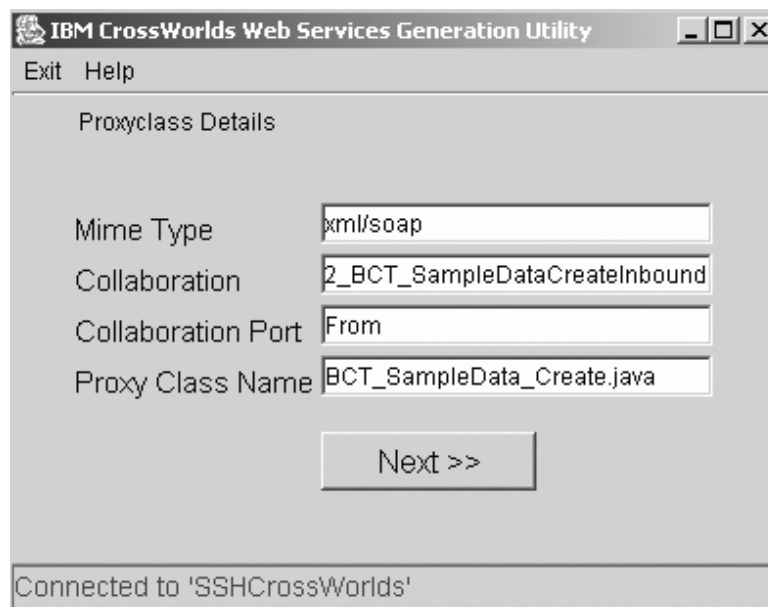 IBM CrossWorlds Web Services Generation Utility
Exit Help
Proxyclass Details
Mime Type xml/soap
Collaboration 2_BCT_SampleDataCreateInbound
Collaboration Port From
Proxy Class Name BCT_SampleData_Create.java
Next >>
Connected to 'SSHCrossWorlds'